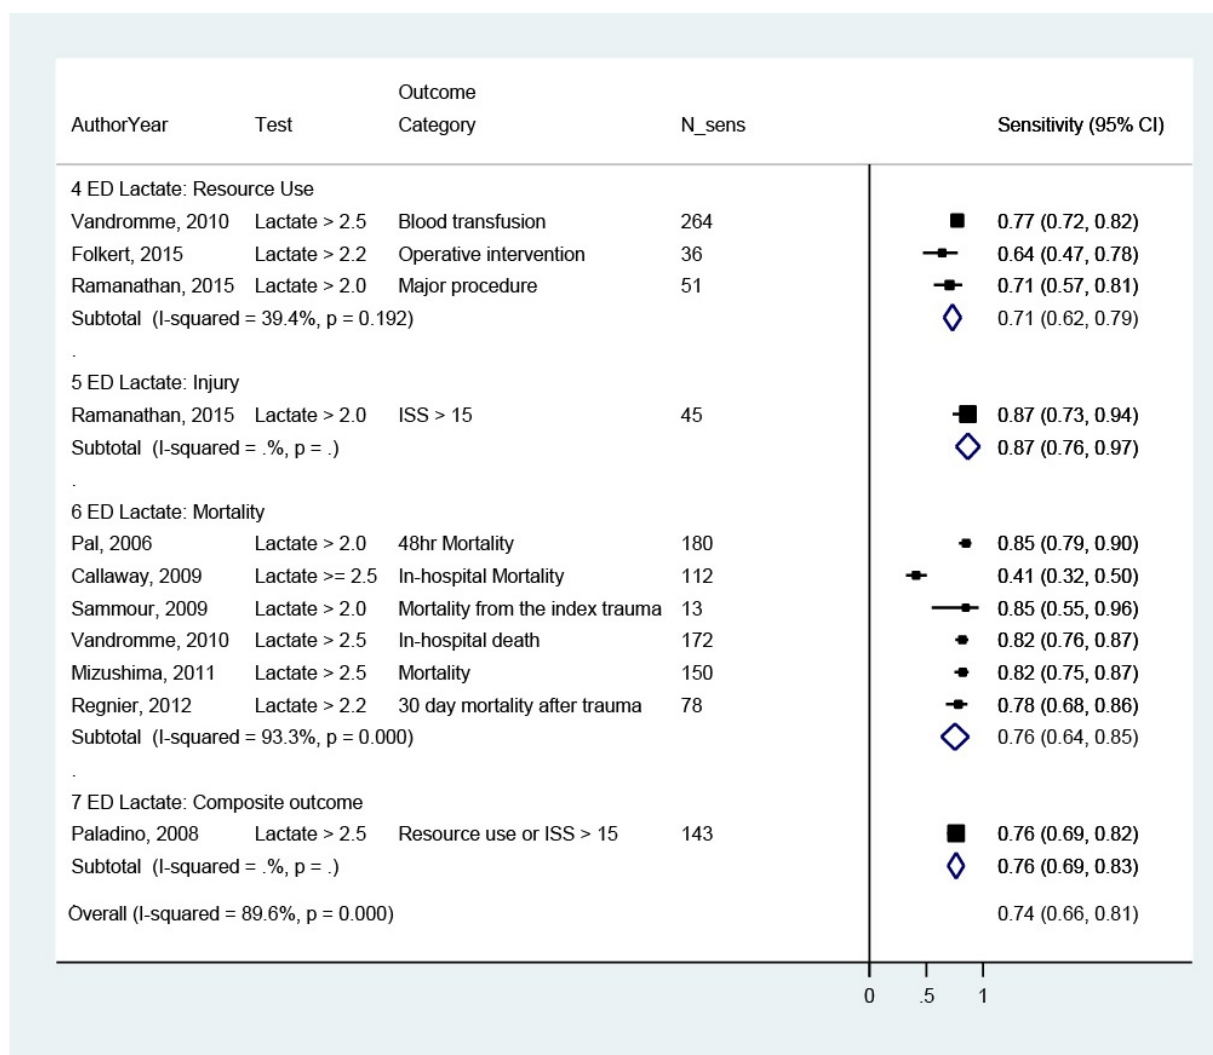 Outcome
AuthorYear Test Category N_sens Sensitivity (95% CI)
4 ED Lactate: Resource Use
Vandromme, 2010 Lactate > 2.5 Blood transfusion 264 0.77 (0.72, 0.82)
Folkert, 2015 Lactate > 2.2 Operative intervention 36 0.64 (0.47, 0.78)
Ramanathan, 2015 Lactate > 2.0 Major procedure 51 0.71 (0.57, 0.81)
Subtotal (I-squared = 39.4%, p = 0.192) 0.71 (0.62, 0.79)
.
5 ED Lactate: Injury
Ramanathan, 2015 Lactate > 2.0 ISS > 15 45 0.87 (0.73, 0.94)
Subtotal (I-squared = .%, p = .) 0.87 (0.76, 0.97)
.
6 ED Lactate: Mortality
Pal, 2006 Lactate > 2.0 48hr Mortality 180 0.85 (0.79, 0.90)
Callaway, 2009 Lactate >= 2.5 In-hospital Mortality 112 0.41 (0.32, 0.50)
Sammour, 2009 Lactate > 2.0 Mortality from the index trauma 13 0.85 (0.55, 0.96)
Vandromme, 2010 Lactate > 2.5 In-hospital death 172 0.82 (0.76, 0.87)
Mizushima, 2011 Lactate > 2.5 Mortality 150 0.82 (0.75, 0.87)
Regnier, 2012 Lactate > 2.2 30 day mortality after trauma 78 0.78 (0.68, 0.86)
Subtotal (I-squared = 93.3%, p = 0.000) 0.76 (0.64, 0.85)
.
7 ED Lactate: Composite outcome
Paladino, 2008 Lactate > 2.5 Resource use or ISS > 15 143 0.76 (0.69, 0.82)
Subtotal (I-squared = .%, p = .) 0.76 (0.69, 0.83)
.
Overall (I-squared = 89.6%, p = 0.000) 0.74 (0.66, 0.81)
0 .5 1